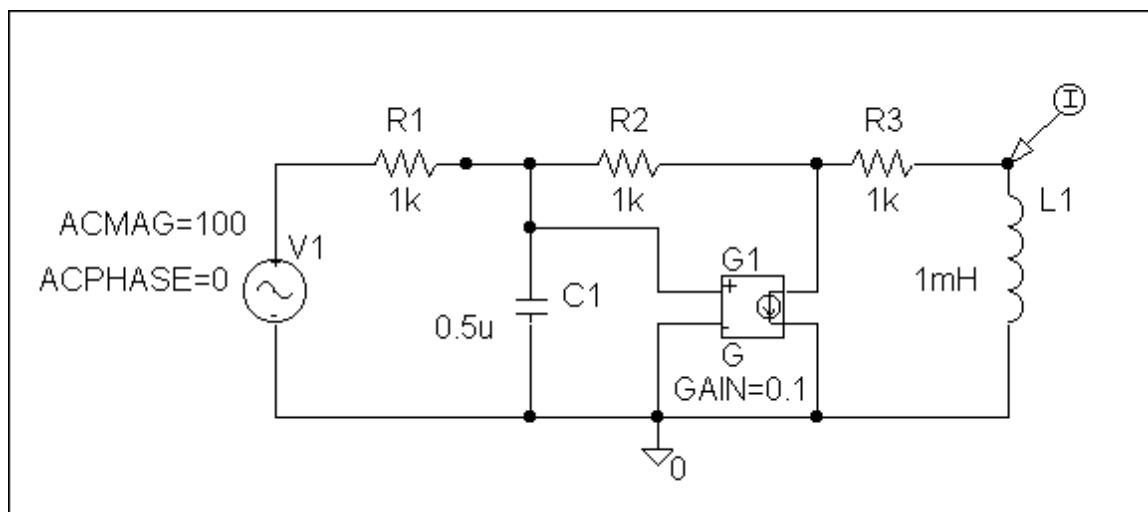 R1
R2
R3
I
1k
1k
1k
L1
ACMAG=100
V1
G1
ACPHASE=0
+
C1
1mH
0.5u
-
G
GAIN=0.1
0